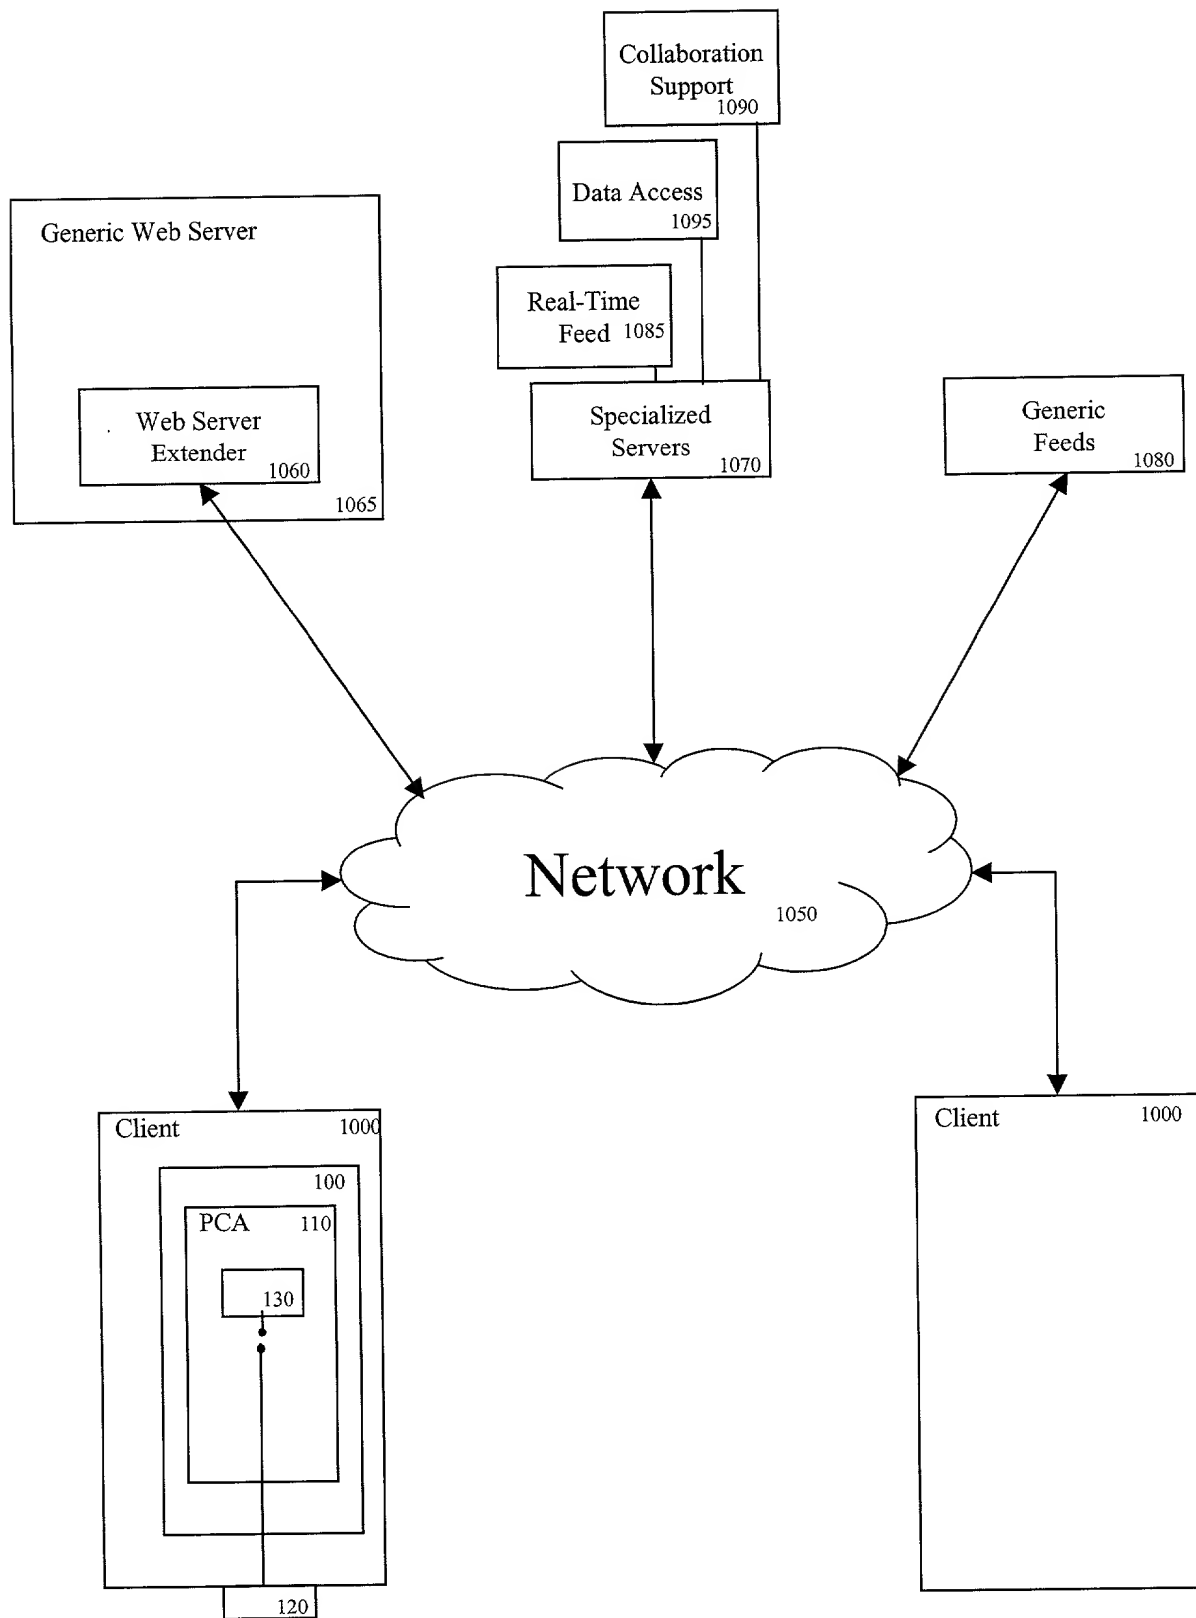 Collaboration
Support
1090
Data Access
1095
Generic Web Server
Real-Time
Feed 1085
Web Server
Extender
1060
1065
Specialized
Servers
1070
Generic
Feeds
1080
Network
1050
Client 1000
100
PCA 110
130
120
Client 1000